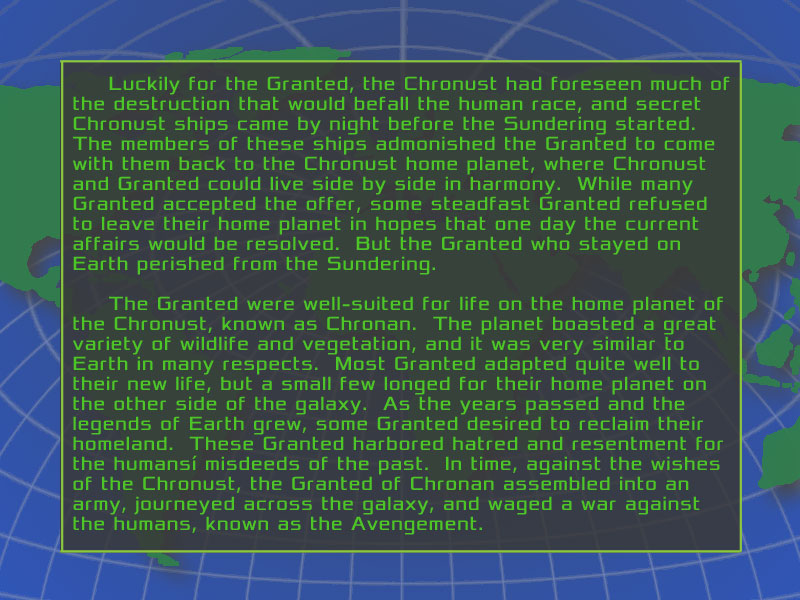 Luckily for the Granted, the Chronust had foreseen much of
the destruction that would befall the human race, and secret
Chronust ships came by night before the Sundering started.
The members of these ships admonished the Granted to come
with them back to the Chronust home planet, where Chronust
and Granted could live side by side in harmony.  While many
Granted accepted the offer, some steadfast Granted refused
to leave their home planet in hopes that one day the current
affairs would be resolved.  But the Granted who stayed on
Earth perished from the Sundering.
The Granted were well-suited for life on the home planet of
the Chronust, known as Chronan.  The planet boasted a great
variety of wildlife and vegetation, and it was very similar to
Earth in many respects.  Most Granted adapted quite well to
their new life, but a small few longed for their home planet on
the other side of the galaxy.  As the years passed and the
legends of Earth grew, some Granted desired to reclaim their
homeland.  These Granted harbored hatred and resentment for
the humansí misdeeds of the past.  In time, against the wishes
of the Chronust, the Granted of Chronan assembled into an
army, journeyed across the galaxy, and waged a war against
the humans, known as the Avengement.